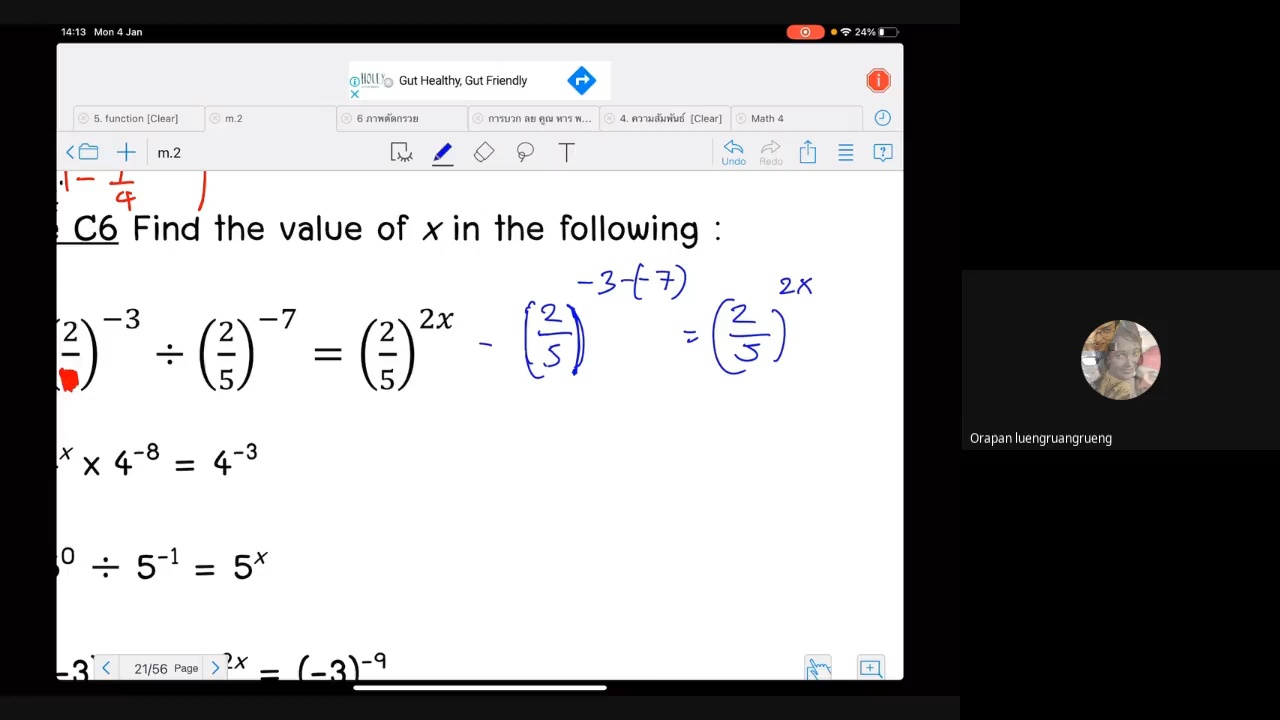 14:13 Mon 4 Jan 24%
Gut Healthy, Gut Friendly
5. function [Clear] m.2 6 ภาพตัดกรวย การบวก ลบ คูณ หาร พ... 4. ความสัมพันธ์ [Clear] Math 4
m.2 T Undo Redo
- 1/4 )
C6 Find the value of x in the following :
(2/5)^-3 ÷ (2/5)^-7 = (2/5)^2x - (2/5)^-3-(-7) = (2/5)^2x
^x × 4^-8 = 4^-3
^0 ÷ 5^-1 = 5^x
-3 2x = (-3)^-9
21/56 Page
Orapan luengruangrueng